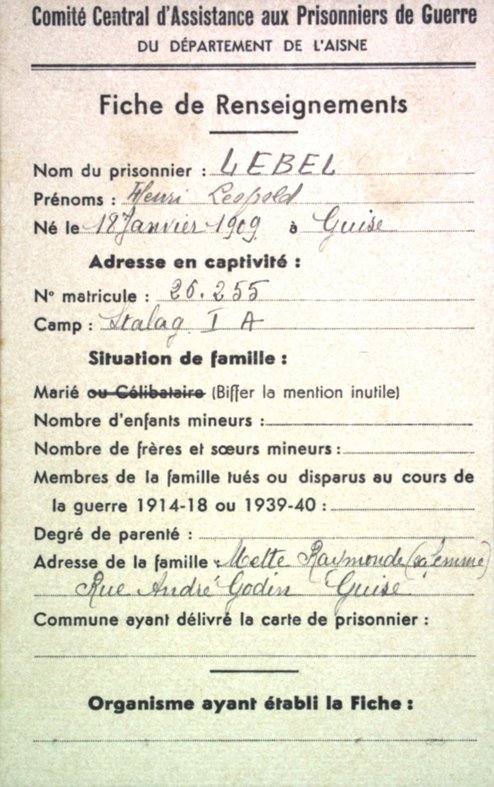 Comité Central d'Assistance aux Prisonniers de Guerre
DU DÉPARTEMENT DE L'AISNE
Fiche de Renseignements
Nom du prisonnier : LEBEL
Prénoms : Henri Leopold
Né le 18 Janvier 1909 à Guise
Adresse en captivité :
N° matricule : 26.255
Camp : Stalag I A
Situation de famille :
Marié ou Célibataire (Biffer la mention inutile)
Nombre d'enfants mineurs :
Nombre de frères et sœurs mineurs :
Membres de la famille tués ou disparus au cours de
la guerre 1914-18 ou 1939-40 :
Degré de parenté :
Adresse de la famille : Mette Raymonde (sa femme)
Rue André Godin Guise
Commune ayant délivré la carte de prisonnier :
Organisme ayant établi la Fiche :